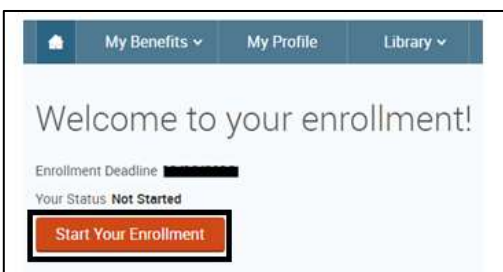 My Benefits My Profile Library
Welcome to your enrollment!
Enrollment Deadline
Your Status Not Started
Start Your Enrollment